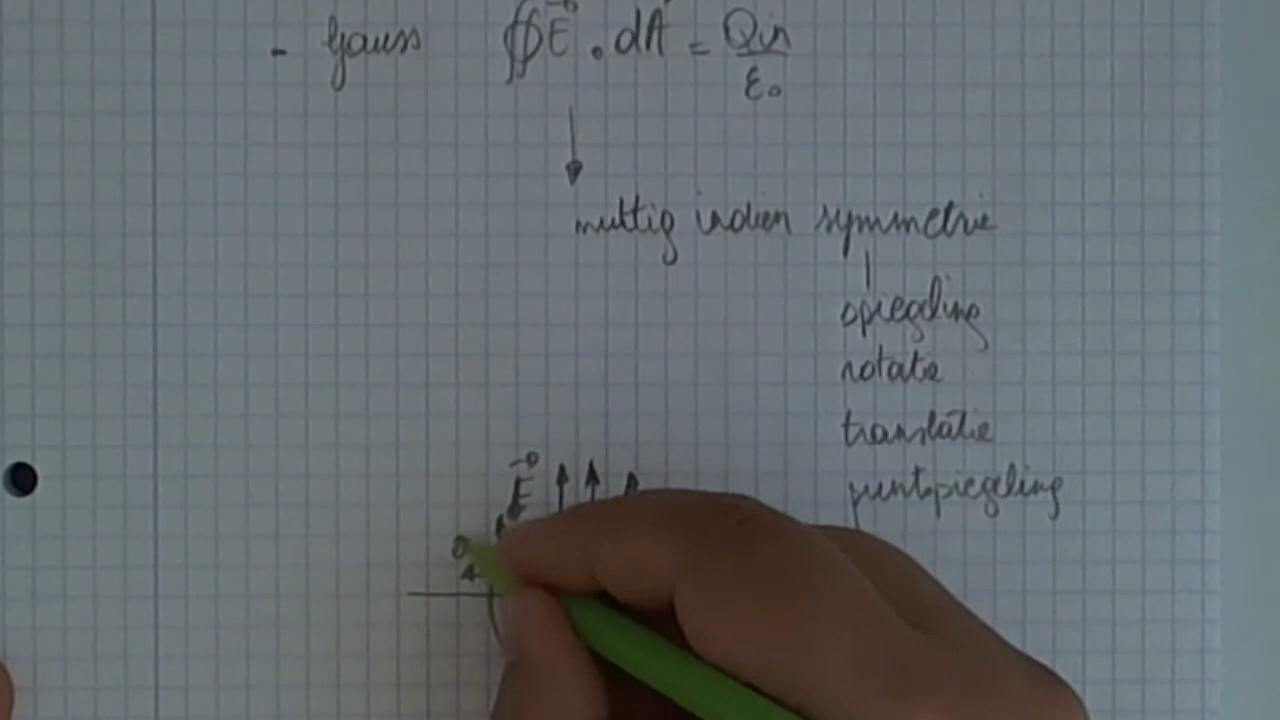 - Gauss ∯E⃗ . dA⃗ = Qin/ε₀
nuttig indien symmetrie
spiegeling
rotatie
translatie
puntspiegeling
E⃗